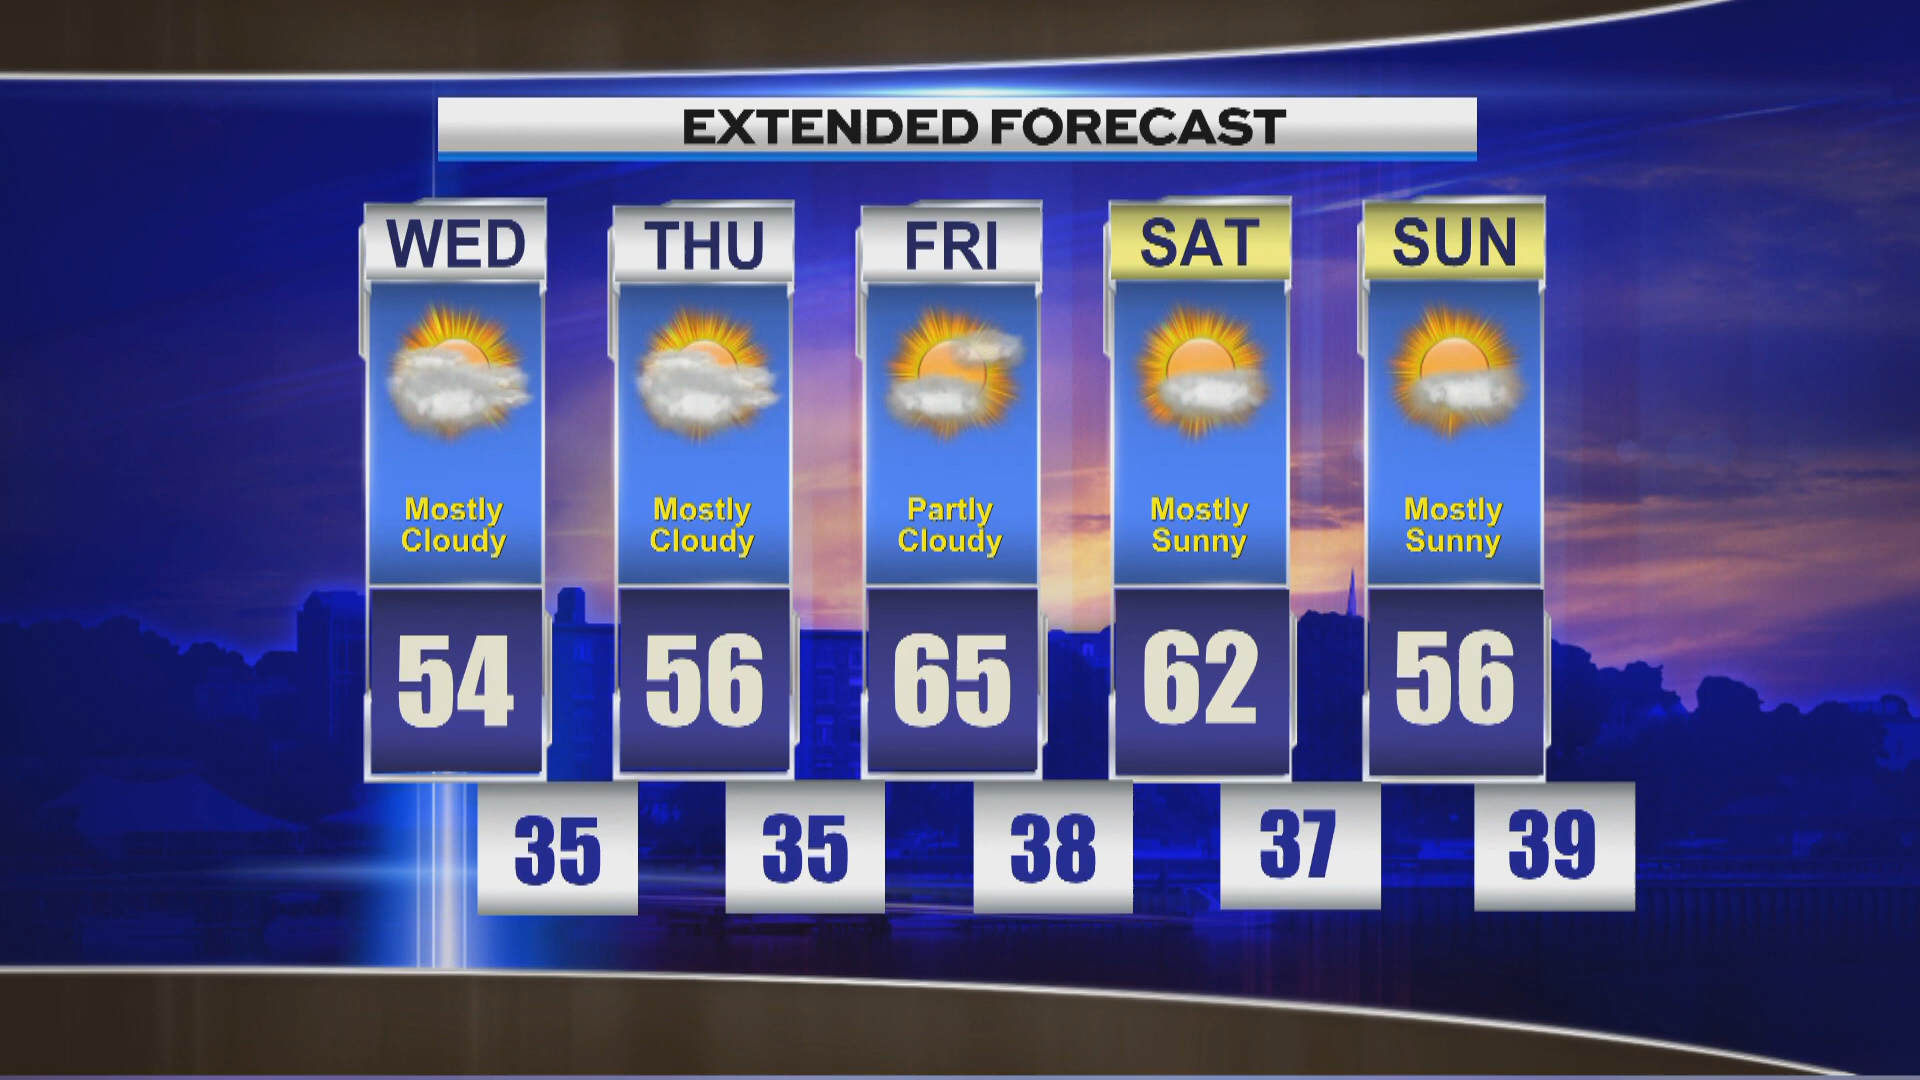 EXTENDED FORECAST
WED THU FRI SAT SUN
Mostly Mostly Partly Mostly Mostly
Cloudy Cloudy Cloudy Sunny Sunny
54 56 65 62 56
35 35 38 37 39